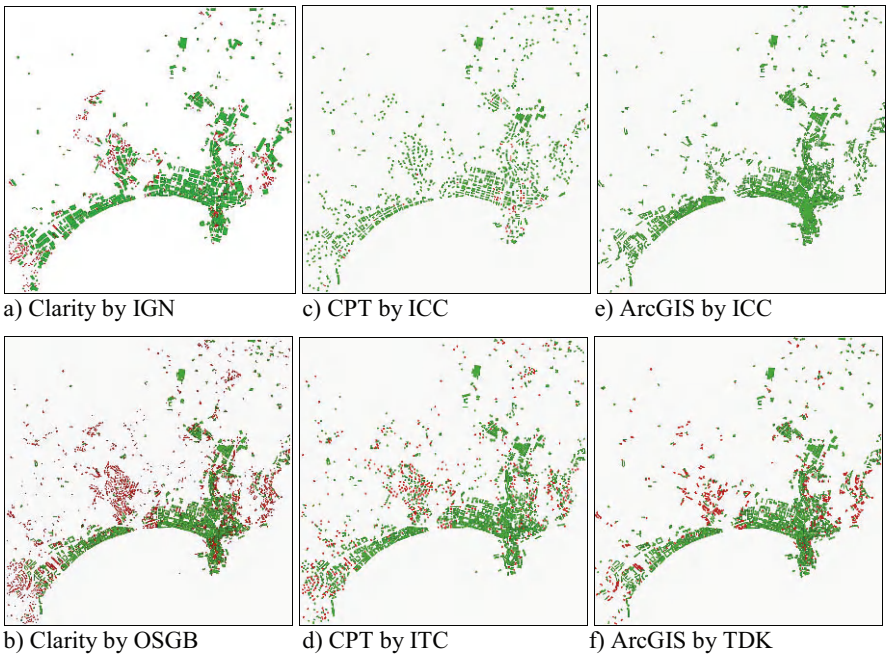 a) Clarity by IGN
c) CPT by ICC
e) ArcGIS by ICC
b) Clarity by OSGB
d) CPT by ITC
f) ArcGIS by TDK